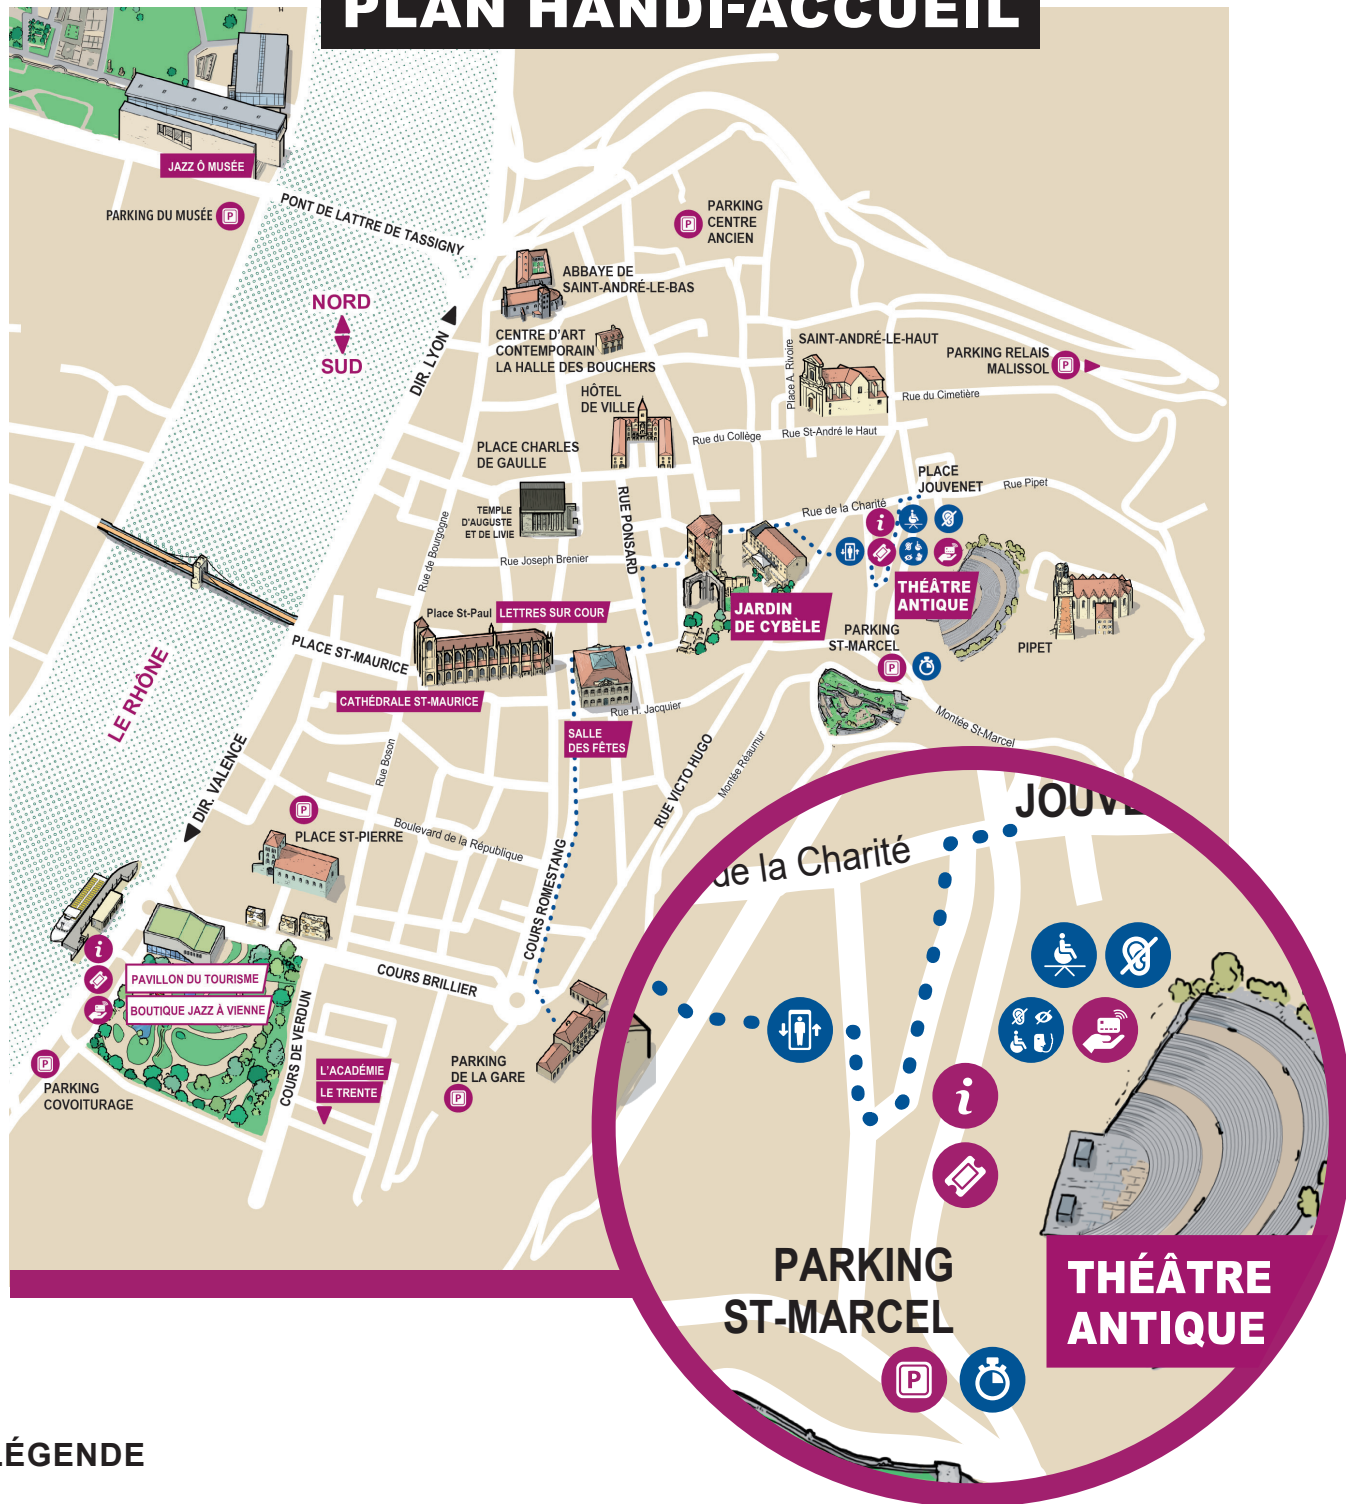 PLAN HANDI-ACCUEIL
JAZZ Ô MUSÉE
PARKING DU MUSÉE
P
PONT DE LATTRE DE TASSIGNY
P
PARKING
CENTRE
ANCIEN
NORD
SUD
DIR. LYON
ABBAYE DE
SAINT-ANDRÉ-LE-BAS
CENTRE D'ART
CONTEMPORAIN
LA HALLE DES BOUCHERS
Place A. Rivoire
SAINT-ANDRÉ-LE-HAUT
PARKING RELAIS
MALISSOL
P
HÔTEL
DE VILLE
Rue du Cimetière
Rue du Collège
Rue St-André le Haut
PLACE CHARLES
DE GAULLE
PLACE
JOUVENET
Rue Pipet
TEMPLE
D'AUGUSTE
ET DE LIVIE
RUE PONSARD
Rue de la Charité
i
Rue de Bourgogne
Rue Joseph Brenier
THÉÂTRE
ANTIQUE
Place St-Paul
LETTRES SUR COUR
JARDIN
DE CYBÈLE
PARKING
ST-MARCEL
P
PIPET
PLACE ST-MAURICE
LE RHÔNE
CATHÉDRALE ST-MAURICE
Rue H. Jacquier
SALLE
DES FÊTES
Montée St-Marcel
RUE VICTO HUGO
Montée Réaumur
DIR. VALENCE
Rue Boson
P
PLACE ST-PIERRE
Boulevard de la République
COURS ROMESTANG
i
PAVILLON DU TOURISME
BOUTIQUE JAZZ À VIENNE
COURS BRILLIER
COURS DE VERDUN
P
PARKING
COVOITURAGE
L'ACADÉMIE
LE TRENTE
PARKING
DE LA GARE
P
JOUVE
de la Charité
i
PARKING
ST-MARCEL
P
THÉÂTRE
ANTIQUE
LÉGENDE